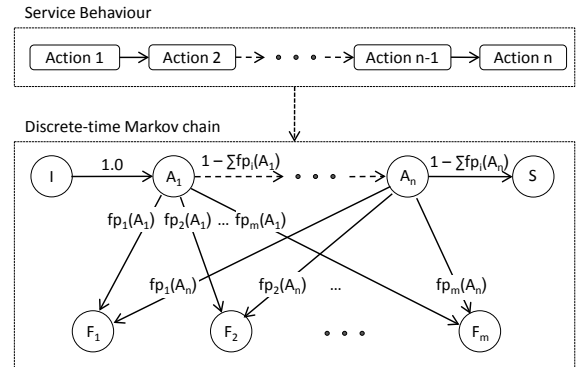 Service Behaviour
Action 1 Action 2 • • • Action n-1 Action n
Discrete-time Markov chain
I 1.0 A₁ 1 – ∑fpᵢ(A₁) • • • Aₙ 1 – ∑fpᵢ(Aₙ) S
fp₁(A₁) fp₂(A₁) ... fpₘ(A₁)
fp₁(Aₙ) fp₂(Aₙ) ... fpₘ(Aₙ)
F₁ F₂ • • • Fₘ